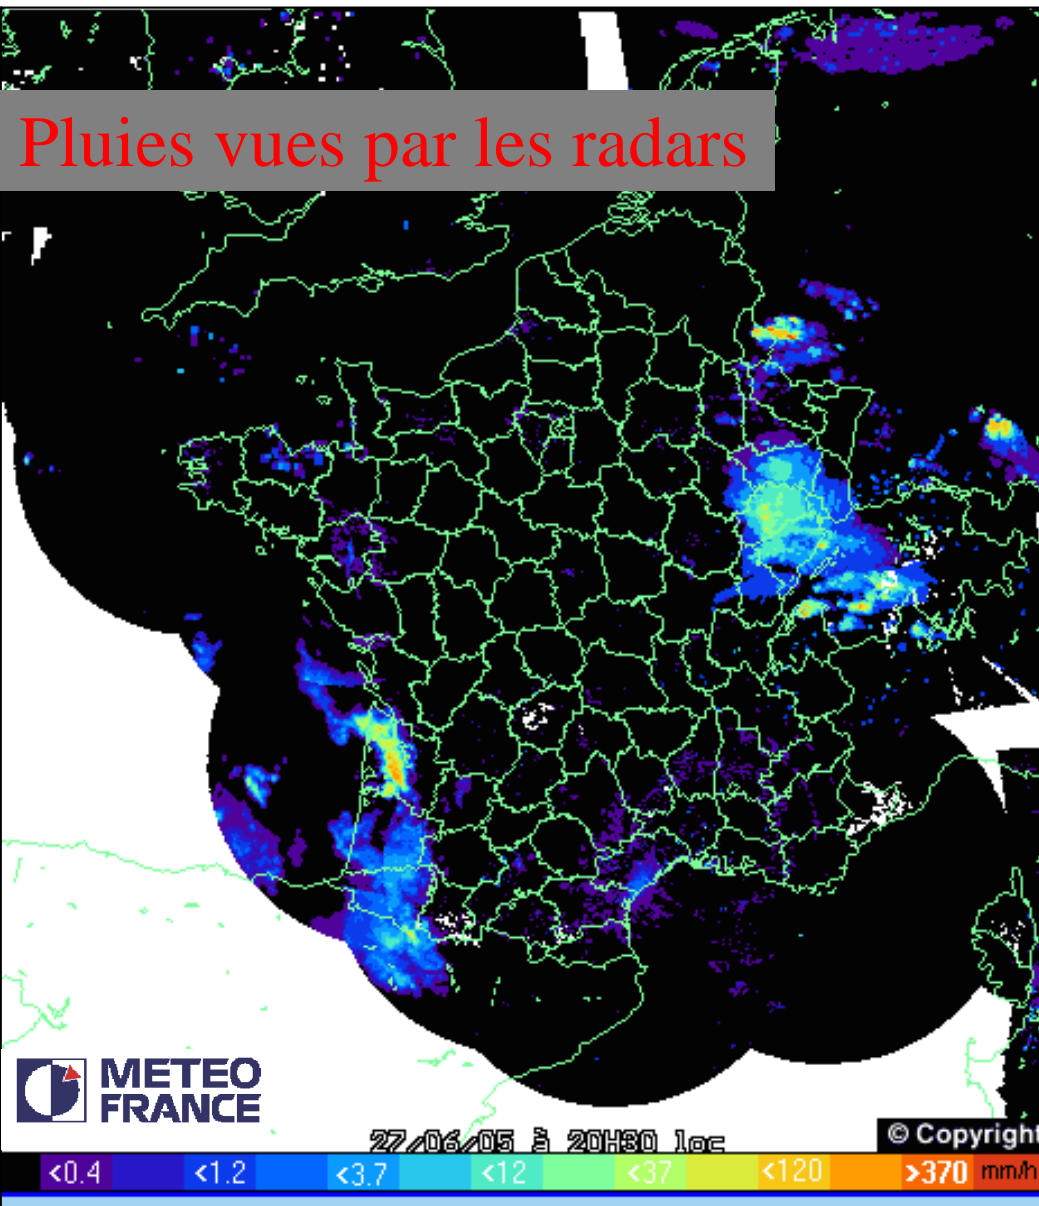 Pluies vues par les radars
METEO
FRANCE
27/06/05 à 20H30 loc
© Copyright
<0.4 <1.2 <3.7 <12 <37 <120 >370 mm/h